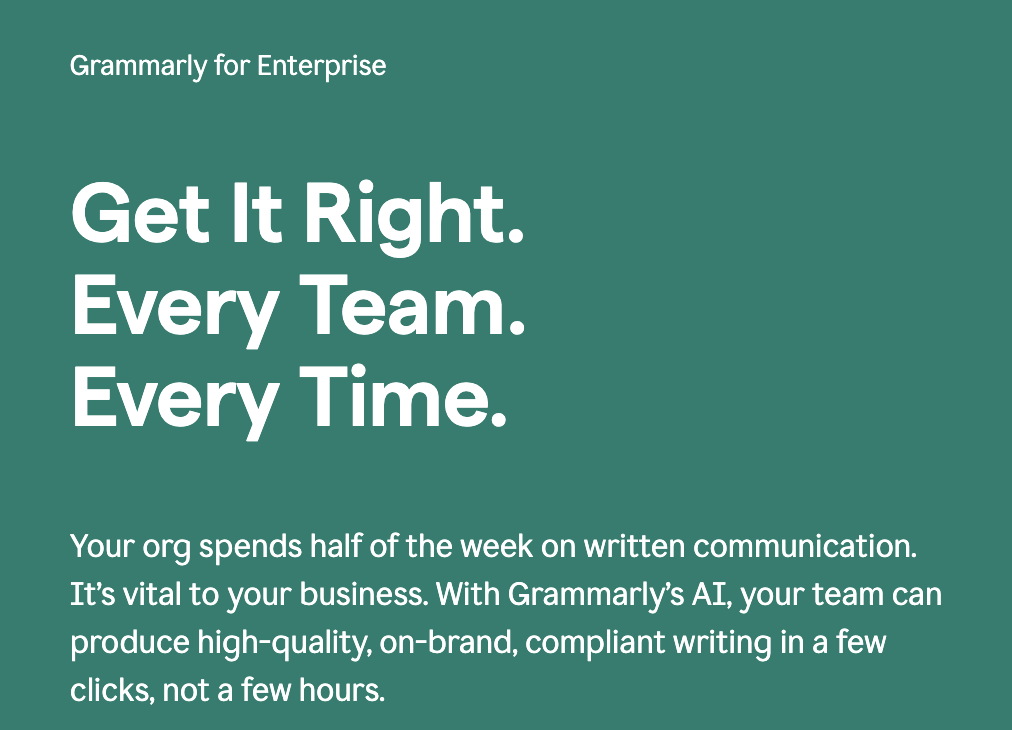 Grammarly for Enterprise
Get It Right.
Every Team.
Every Time.
Your org spends half of the week on written communication.
It’s vital to your business. With Grammarly’s AI, your team can
produce high-quality, on-brand, compliant writing in a few
clicks, not a few hours.